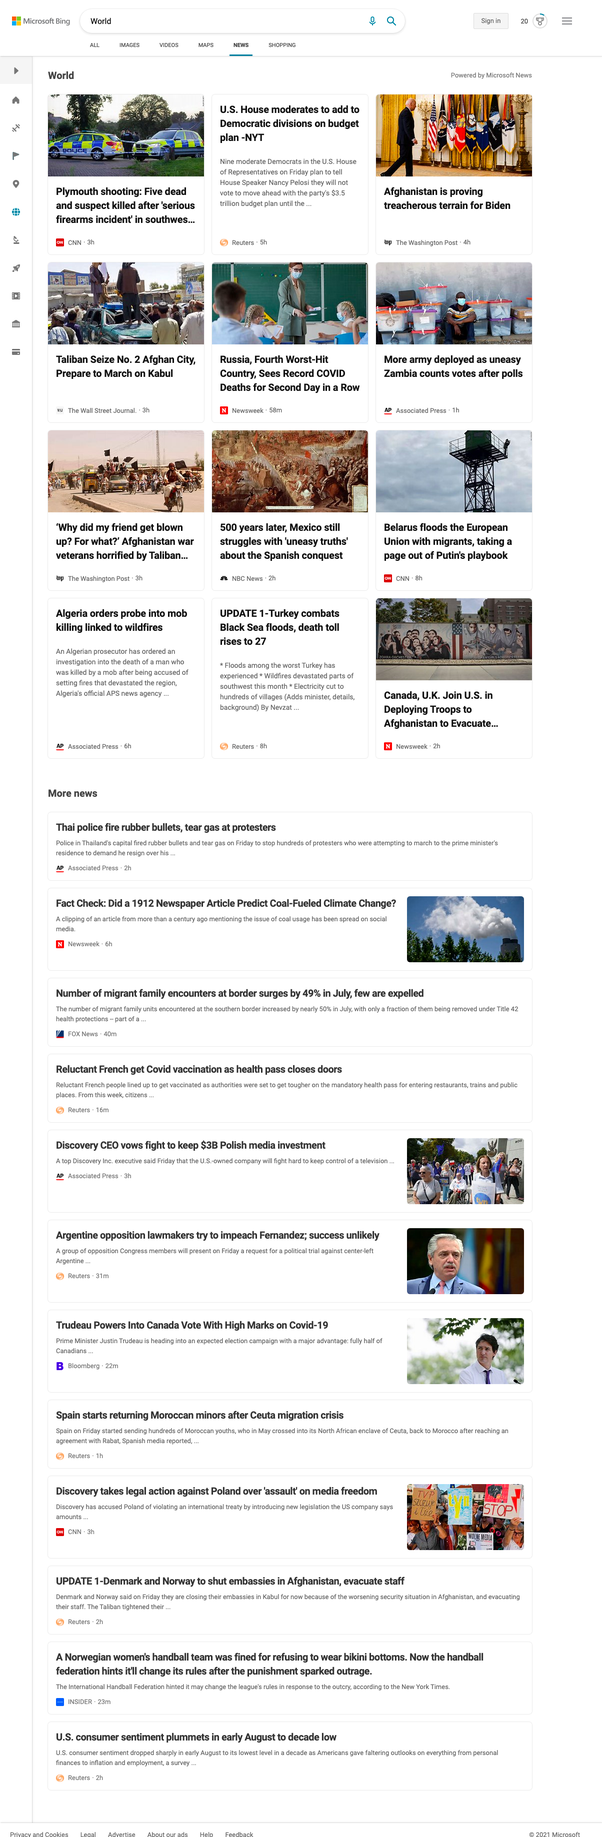 Microsoft Bing
World
Sign in
20
ALL
IMAGES
VIDEOS
MAPS
NEWS
SHOPPING
World
Powered by Microsoft News
Plymouth shooting: Five dead
and suspect killed after 'serious
firearms incident' in southwes...
CNN · 3h
U.S. House moderates to add to
Democratic divisions on budget
plan -NYT
Nine moderate Democrats in the U.S. House
of Representatives on Friday plan to tell
House Speaker Nancy Pelosi they will not
vote to move ahead with the party's $3.5
trillion budget plan until the ...
Reuters · 5h
Afghanistan is proving
treacherous terrain for Biden
The Washington Post · 4h
Taliban Seize No. 2 Afghan City,
Prepare to March on Kabul
The Wall Street Journal. · 3h
Russia, Fourth Worst-Hit
Country, Sees Record COVID
Deaths for Second Day in a Row
Newsweek · 58m
More army deployed as uneasy
Zambia counts votes after polls
Associated Press · 1h
'Why did my friend get blown
up? For what?' Afghanistan war
veterans horrified by Taliban...
The Washington Post · 3h
500 years later, Mexico still
struggles with 'uneasy truths'
about the Spanish conquest
NBC News · 2h
Belarus floods the European
Union with migrants, taking a
page out of Putin's playbook
CNN · 8h
Algeria orders probe into mob
killing linked to wildfires
An Algerian prosecutor has ordered an
investigation into the death of a man who
was killed by a mob after being accused of
setting fires that devastated the region,
Algeria's official APS news agency ...
Associated Press · 6h
UPDATE 1-Turkey combats
Black Sea floods, death toll
rises to 27
* Floods among the worst Turkey has
experienced * Wildfires devastated parts of
southwest this month * Electricity cut to
hundreds of villages (Adds minister, details,
background) By Nevzat ...
Reuters · 8h
Canada, U.K. Join U.S. in
Deploying Troops to
Afghanistan to Evacuate...
Newsweek · 2h
More news
Thai police fire rubber bullets, tear gas at protesters
Police in Thailand's capital fired rubber bullets and tear gas on Friday to stop hundreds of protesters who were attempting to march to the prime minister's
residence to demand he resign over his ...
Associated Press · 2h
Fact Check: Did a 1912 Newspaper Article Predict Coal-Fueled Climate Change?
A clipping of an article from more than a century ago mentioning the issue of coal usage has been spread on social
media.
Newsweek · 6h
Number of migrant family encounters at border surges by 49% in July, few are expelled
The number of migrant family units encountered at the southern border increased by nearly 50% in July, with only a fraction of them being removed under Title 42
health protections – part of a ...
FOX News · 40m
Reluctant French get Covid vaccination as health pass closes doors
Reluctant French people lined up to get vaccinated as authorities were set to get tougher on the mandatory health pass for entering restaurants, trains and public
places. From this week, citizens ...
Reuters · 16m
Discovery CEO vows fight to keep $3B Polish media investment
A top Discovery Inc. executive said Friday that the U.S.-owned company will fight hard to keep control of a television ...
Associated Press · 3h
Argentine opposition lawmakers try to impeach Fernandez; success unlikely
A group of opposition Congress members will present on Friday a request for a political trial against center-left
Argentine ...
Reuters · 31m
Trudeau Powers Into Canada Vote With High Marks on Covid-19
Prime Minister Justin Trudeau is heading into an expected election campaign with a major advantage: fully half of
Canadians ...
Bloomberg · 22m
Spain starts returning Moroccan minors after Ceuta migration crisis
Spain on Friday started sending hundreds of Moroccan youths, who in May crossed into its North African enclave of Ceuta, back to Morocco after reaching an
agreement with Rabat, Spanish media reported, ...
Reuters · 1h
Discovery takes legal action against Poland over 'assault' on media freedom
Discovery has accused Poland of violating an international treaty by introducing new legislation the US company says
amounts ...
CNN · 3h
STOP
UPDATE 1-Denmark and Norway to shut embassies in Afghanistan, evacuate staff
Denmark and Norway said on Friday they are closing their embassies in Kabul for now because of the worsening security situation in Afghanistan, and evacuating
their staff. The Taliban tightened their ...
Reuters · 2h
A Norwegian women's handball team was fined for refusing to wear bikini bottoms. Now the handball
federation hints it'll change its rules after the punishment sparked outrage.
The International Handball Federation hinted it may change the league's rules in response to the outcry, according to the New York Times.
INSIDER · 23m
U.S. consumer sentiment plummets in early August to decade low
U.S. consumer sentiment dropped sharply in early August to its lowest level in a decade as Americans gave faltering outlooks on everything from personal
finances to inflation and employment, a survey ...
Reuters · 2h
Privacy and Cookies
Legal
Advertise
About our ads
Help
Feedback
© 2021 Microsoft